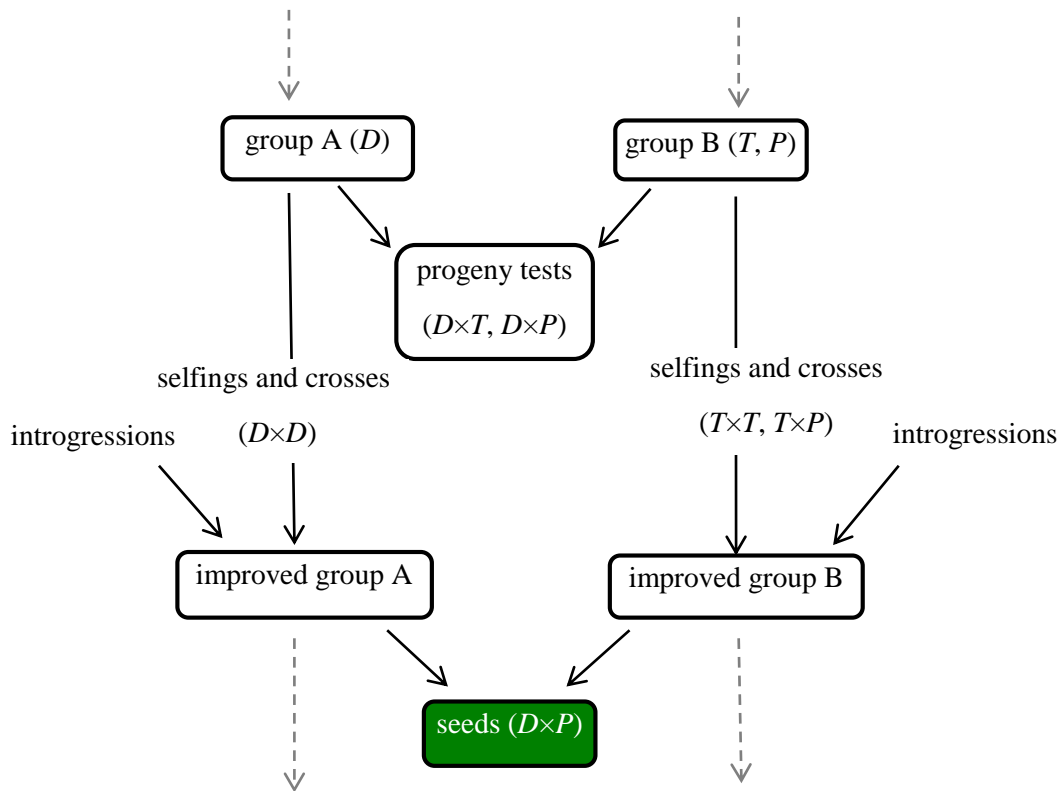 group A (D)
group B (T, P)
progeny tests
(D×T, D×P)
selfings and crosses
(D×D)
selfings and crosses
(T×T, T×P)
introgressions
introgressions
improved group A
improved group B
seeds (D×P)